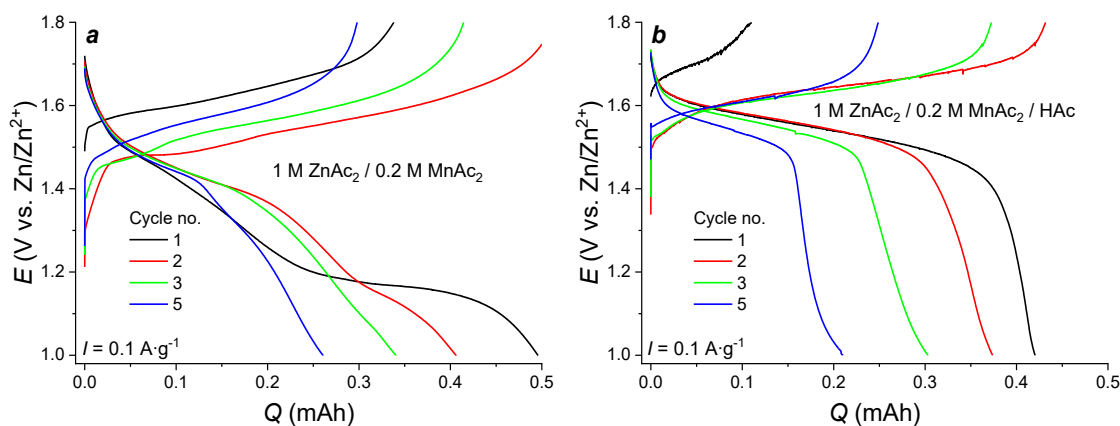 a
1.8
1.6
1.4
1.2
1.0
E (V vs. Zn/Zn²⁺)
1 M ZnAc₂ / 0.2 M MnAc₂
Cycle no.
1
2
3
5
I = 0.1 A·g⁻¹
0.0 0.1 0.2 0.3 0.4 0.5
Q (mAh)
b
1.8
1.6
1.4
1.2
1.0
E (V vs. Zn/Zn²⁺)
1 M ZnAc₂ / 0.2 M MnAc₂ / HAc
Cycle no.
1
2
3
5
I = 0.1 A·g⁻¹
0.0 0.1 0.2 0.3 0.4 0.5
Q (mAh)